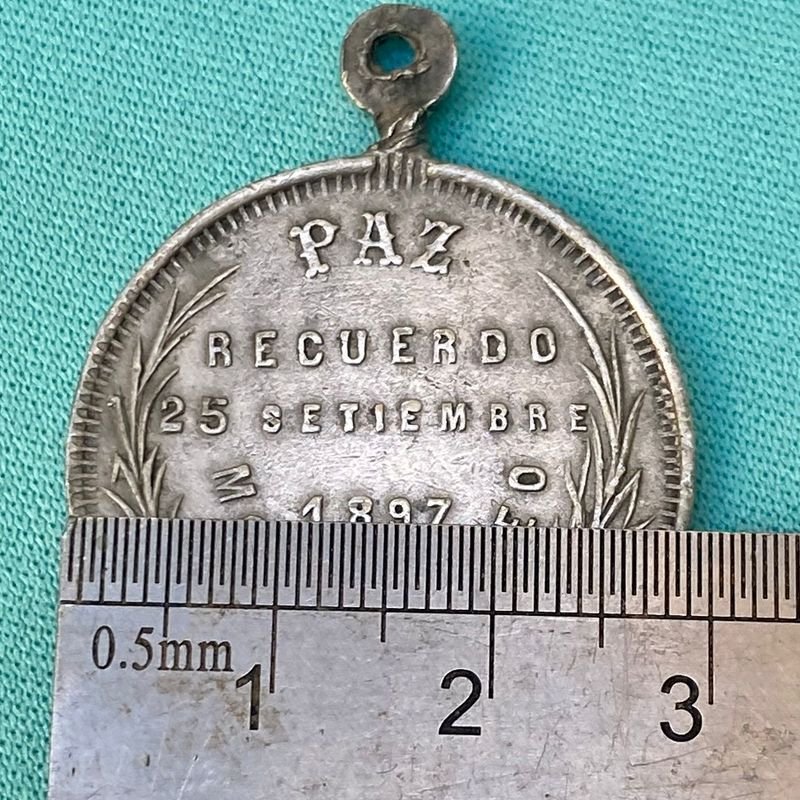 PAZ
RECUERDO
25 SETIEMBRE
1897
0.5mm
1 2 3